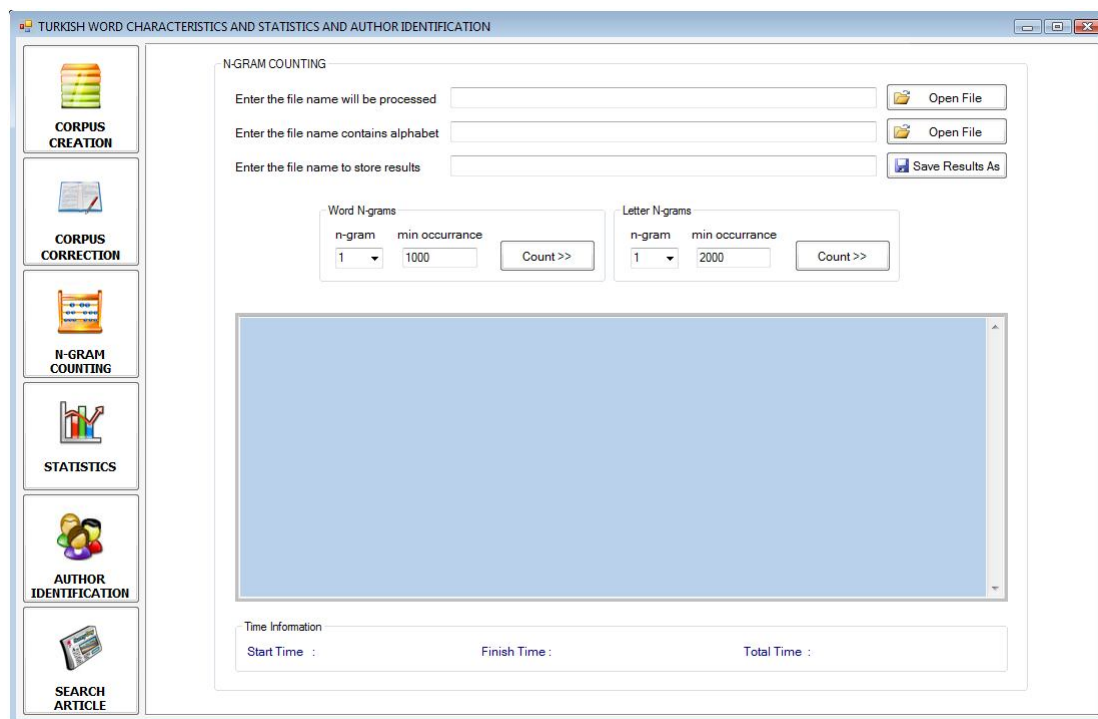 TURKISH WORD CHARACTERISTICS AND STATISTICS AND AUTHOR IDENTIFICATION
CORPUS
CREATION
CORPUS
CORRECTION
N-GRAM
COUNTING
STATISTICS
AUTHOR
IDENTIFICATION
SEARCH
ARTICLE
N-GRAM COUNTING
Enter the file name will be processed
Open File
Enter the file name contains alphabet
Open File
Enter the file name to store results
Save Results As
Word N-grams
n-gram min occurrance
1 1000 Count >>
Letter N-grams
n-gram min occurrance
1 2000 Count >>
Time Information
Start Time : Finish Time : Total Time :